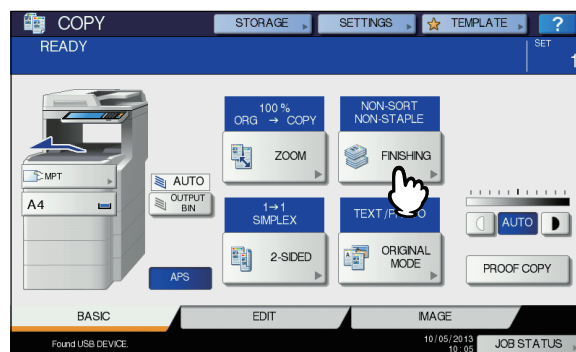 COPY
STORAGE
SETTINGS
TEMPLATE
?
READY
SET
1
100 %
ORG → COPY
NON-SORT
NON-STAPLE
ZOOM
FINISHING
MPT
A4
AUTO
OUTPUT
BIN
1→1
SIMPLEX
TEXT/P
O
2-SIDED
ORIGINAL
MODE
AUTO
APS
PROOF COPY
BASIC
EDIT
IMAGE
Found USB DEVICE.
10/05/2013
10:05
JOB STATUS